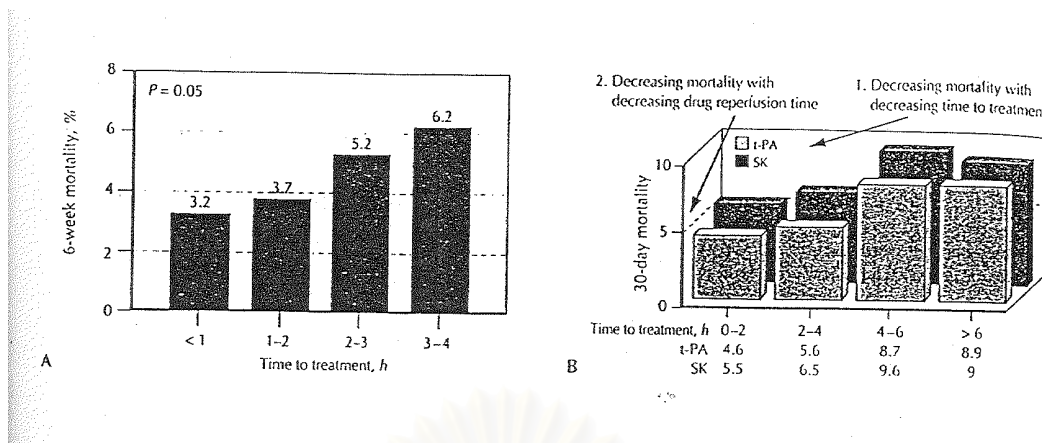 8
6
4
2
0
6-week mortality, %
P = 0.05
3.2
3.7
5.2
6.2
< 1
1–2
2–3
3–4
Time to treatment, h
A
2. Decreasing mortality with
decreasing drug reperfusion time
1. Decreasing mortality with
decreasing time to treatmen
t-PA
SK
10
5
0
30-day mortality
Time to treatment, h 0–2 2–4 4–6 >6
t-PA 4.6 5.6 8.7 8.9
SK 5.5 6.5 9.6 9
B